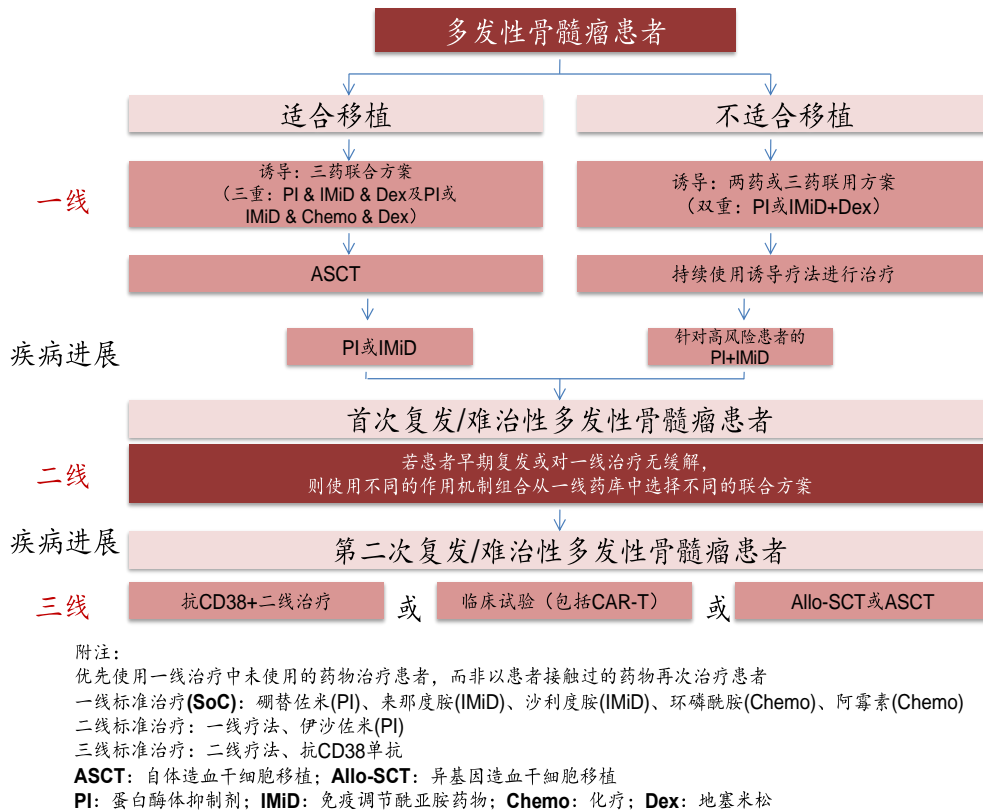 多发性骨髓瘤患者
适合移植
不适合移植
一线
诱导：三药联合方案
（三重：PI & IMiD & Dex及PI或
IMiD & Chemo & Dex）
诱导：两药或三药联用方案
（双重：PI或IMiD+Dex）
ASCT
持续使用诱导疗法进行治疗
疾病进展
PI或IMiD
针对高风险患者的
PI+IMiD
首次复发/难治性多发性骨髓瘤患者
二线
若患者早期复发或对一线治疗无缓解，
则使用不同的作用机制组合从一线药库中选择不同的联合方案
疾病进展
第二次复发/难治性多发性骨髓瘤患者
三线
抗CD38+二线治疗
或
临床试验（包括CAR-T）
或
Allo-SCT或ASCT
附注：
优先使用一线治疗中未使用的药物治疗患者，而非以患者接触过的药物再次治疗患者
一线标准治疗(SoC)：硼替佐米(PI)、来那度胺(IMiD)、沙利度胺(IMiD)、环磷酰胺(Chemo)、阿霉素(Chemo)
二线标准治疗：一线疗法、伊沙佐米(PI)
三线标准治疗：二线疗法、抗CD38单抗
ASCT：自体造血干细胞移植；Allo-SCT：异基因造血干细胞移植
PI：蛋白酶体抑制剂；IMiD：免疫调节酰亚胺药物；Chemo：化疗；Dex：地塞米松